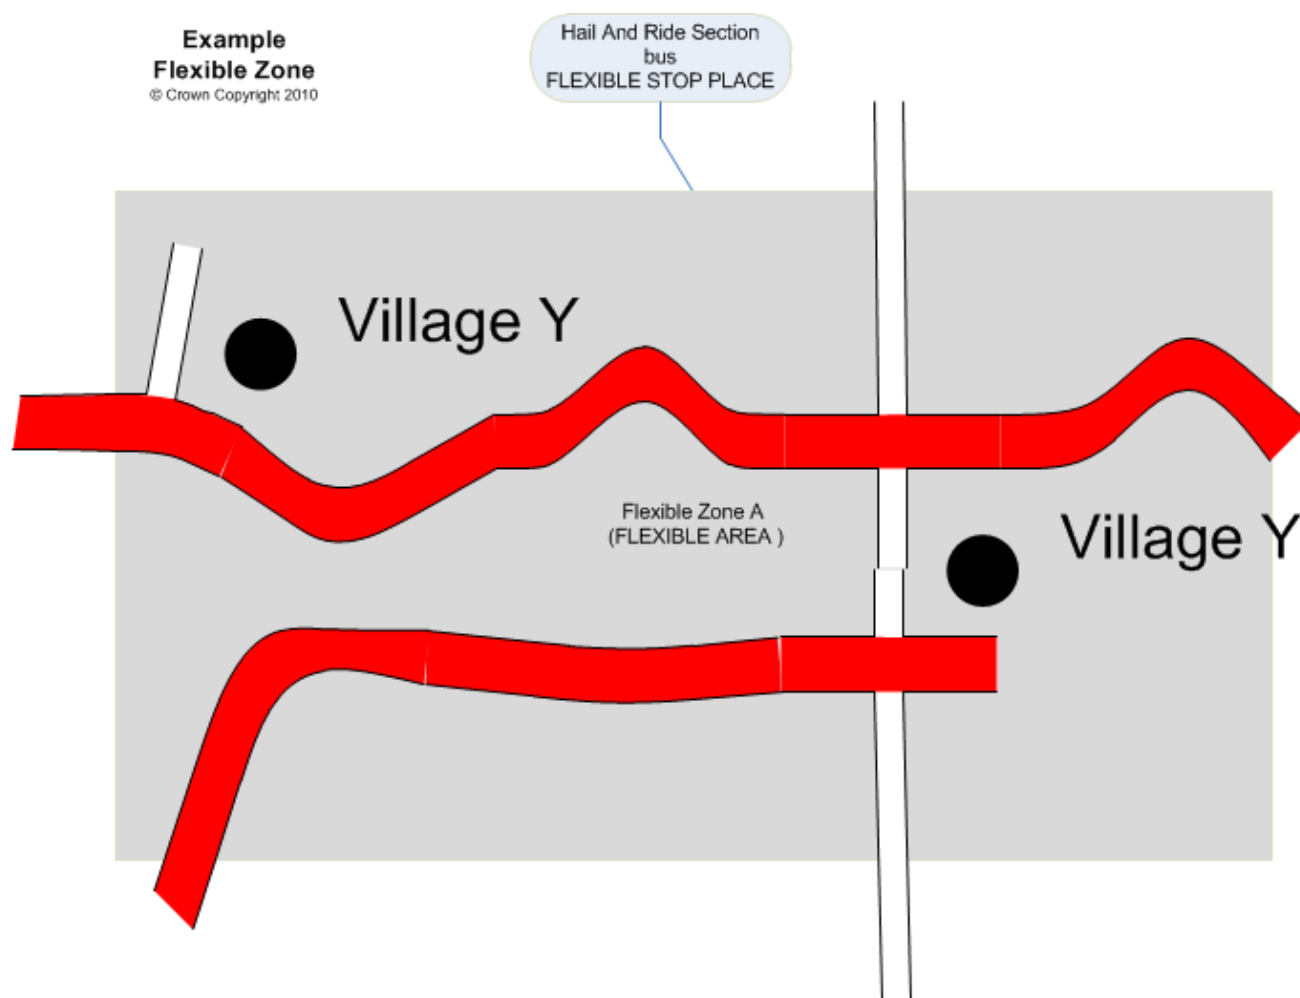 Example
Flexible Zone
© Crown Copyright 2010
Hail And Ride Section
bus
FLEXIBLE STOP PLACE
Village Y
Flexible Zone A
(FLEXIBLE AREA )
Village Y